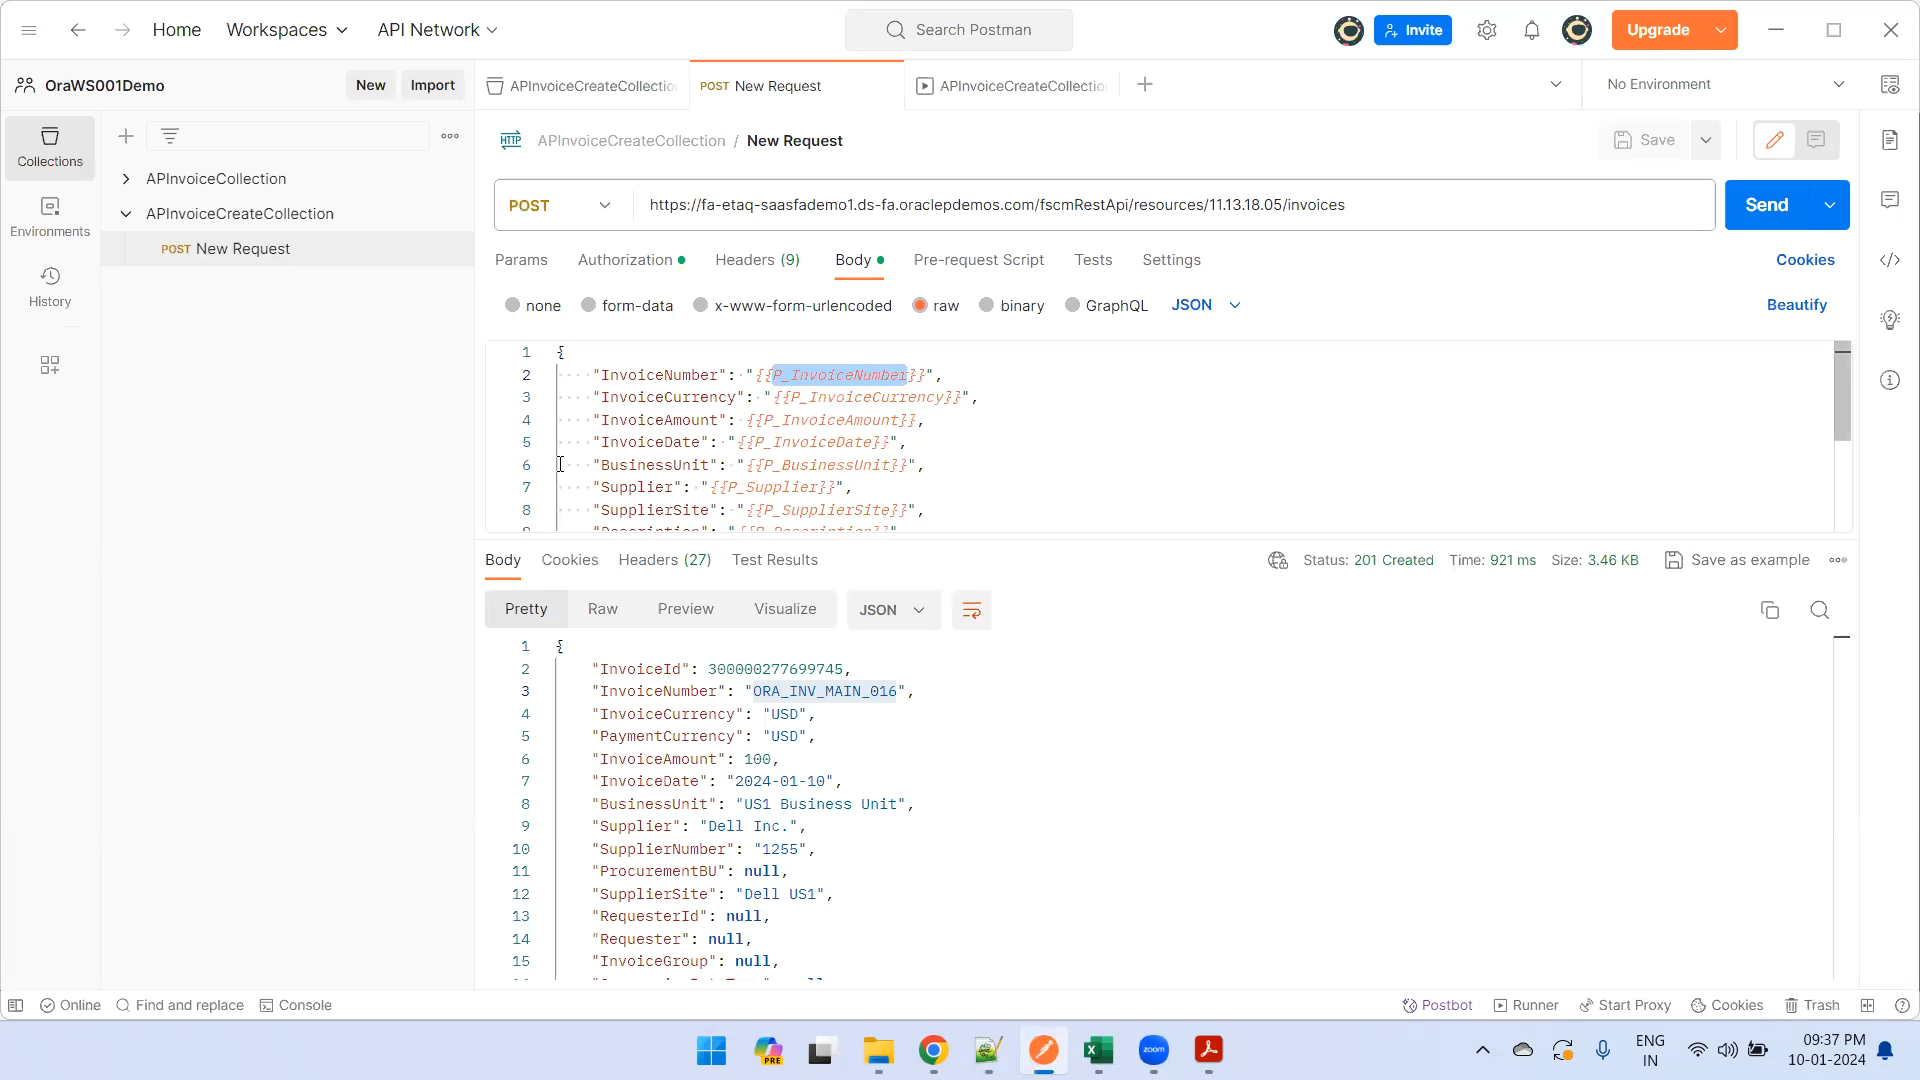 Home Workspaces API Network Search Postman Invite Upgrade
OraWS001Demo New Import APInvoiceCreateCollectio POST New Request APInvoiceCreateCollectio No Environment
Collections
Environments
History
APInvoiceCollection
APInvoiceCreateCollection
POST New Request
HTTP APInvoiceCreateCollection / New Request Save
POST https://fa-etaq-saasfademo1.ds-fa.oraclepdemos.com/fscmRestApi/resources/11.13.18.05/invoices Send
Params Authorization Headers (9) Body Pre-request Script Tests Settings Cookies
none form-data x-www-form-urlencoded raw binary GraphQL JSON Beautify
1 {
2 "InvoiceNumber": "{{P_InvoiceNumber}}",
3 "InvoiceCurrency": "{{P_InvoiceCurrency}}",
4 "InvoiceAmount": {{P_InvoiceAmount}},
5 "InvoiceDate": "{{P_InvoiceDate}}",
6 "BusinessUnit": "{{P_BusinessUnit}}",
7 "Supplier": "{{P_Supplier}}",
8 "SupplierSite": "{{P_SupplierSite}}",
9 "Description": "{{P_Description}}"
Body Cookies Headers (27) Test Results Status: 201 Created Time: 921 ms Size: 3.46 KB Save as example
Pretty Raw Preview Visualize JSON
1 {
2 "InvoiceId": 300000277699745,
3 "InvoiceNumber": "ORA_INV_MAIN_016",
4 "InvoiceCurrency": "USD",
5 "PaymentCurrency": "USD",
6 "InvoiceAmount": 100,
7 "InvoiceDate": "2024-01-10",
8 "BusinessUnit": "US1 Business Unit",
9 "Supplier": "Dell Inc.",
10 "SupplierNumber": "1255",
11 "ProcurementBU": null,
12 "SupplierSite": "Dell US1",
13 "RequesterId": null,
14 "Requester": null,
15 "InvoiceGroup": null,
Online Find and replace Console Postbot Runner Start Proxy Cookies Trash
PRE zoom
ENG
IN
09:37 PM
10-01-2024